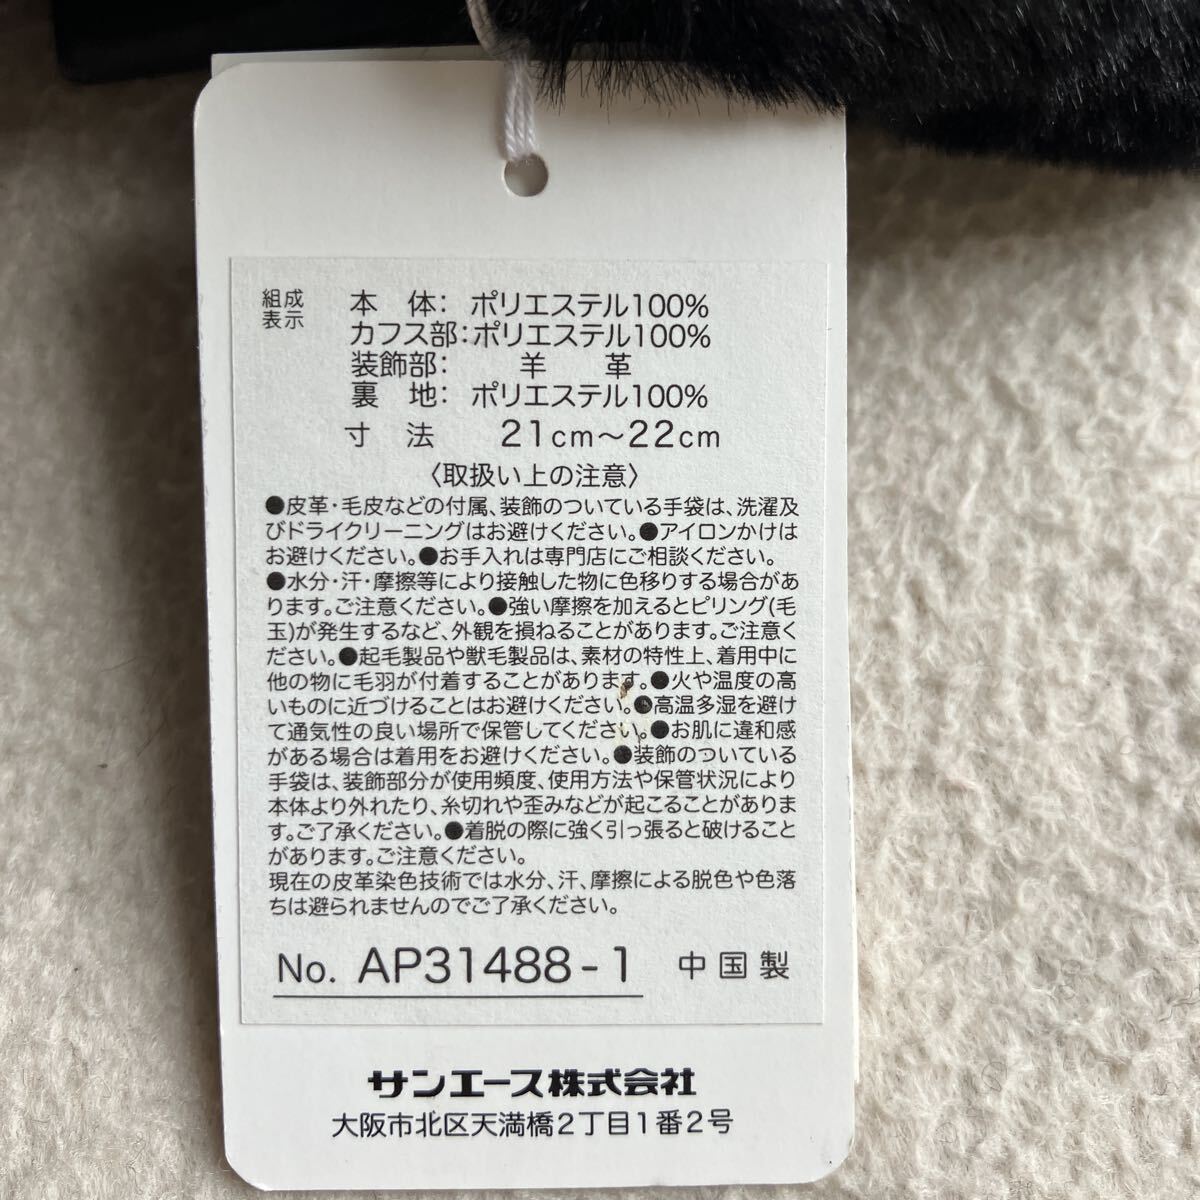 組成
表示
本　体：ポリエステル100%
カフス部：ポリエステル100%
装飾部：　羊　革
裏　地：ポリエステル100%
寸　法　21cm～22cm
〈取扱い上の注意〉
●皮革・毛皮などの付属、装飾のついている手袋は、洗濯及
びドライクリーニングはお避けください。●アイロンかけは
お避けください。●お手入れは専門店にご相談ください。
●水分・汗・摩擦等により接触した物に色移りする場合があ
ります。ご注意ください。●強い摩擦を加えるとピリング(毛
玉)が発生するなど、外観を損ねることがあります。ご注意く
ださい。●起毛製品や獣毛製品は、素材の特性上、着用中に
他の物に毛羽が付着することがあります。●火や温度の高
いものに近づけることはお避けください。●高温多湿を避け
て通気性の良い場所で保管してください。●お肌に違和感
がある場合は着用をお避けください。●装飾のついている
手袋は、装飾部分が使用頻度、使用方法や保管状況により
本体より外れたり、糸切れや歪みなどが起こることがありま
す。ご了承ください。●着脱の際に強く引っ張ると破けること
があります。ご注意ください。
現在の皮革染色技術では水分、汗、摩擦による脱色や色落
ちは避られませんのでご了承ください。
No. AP31488-1　中国製
サンエース株式会社
大阪市北区天満橋2丁目1番2号